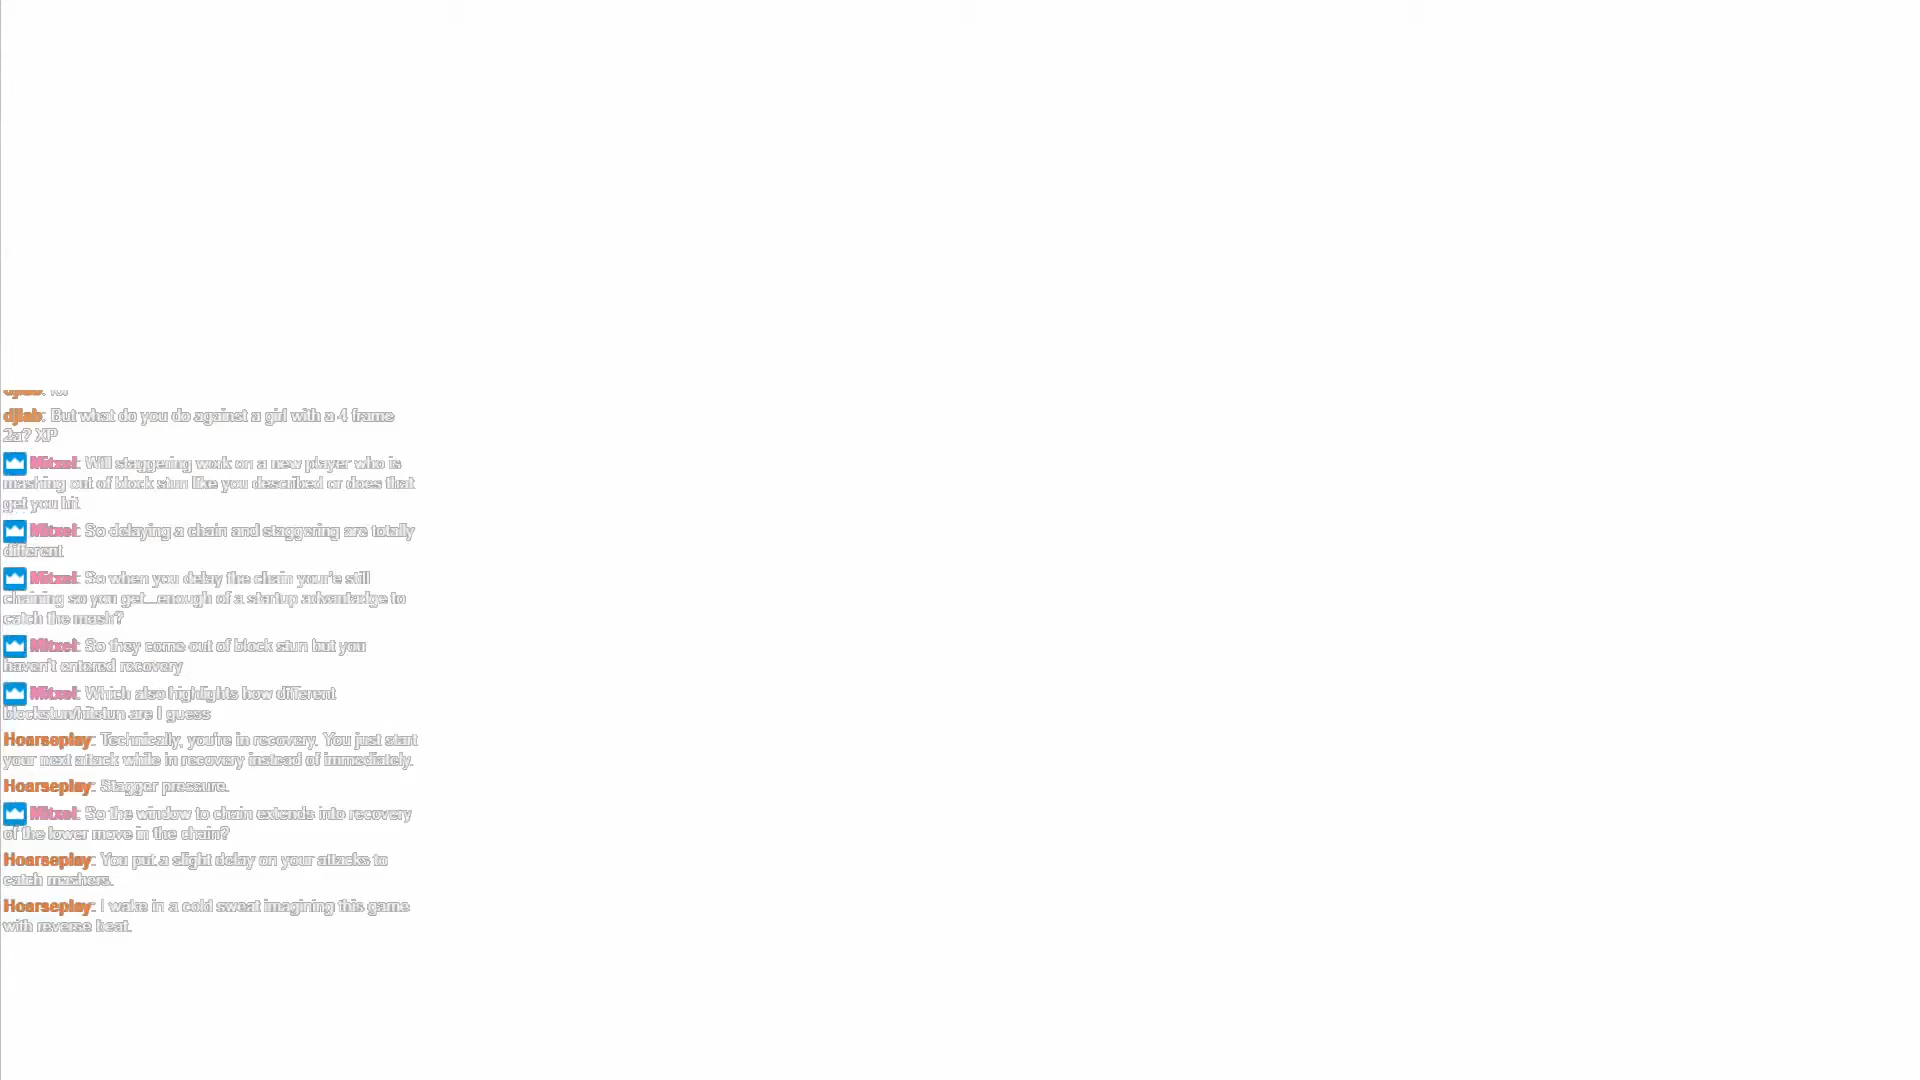 djlab: But what do you do against a girl with a 4 frame
2a? XP
Mitxel: Will staggering work on a new player who is
mashing out of block stun like you described or does that
get you hit
Mitxel: So delaying a chain and staggering are totally
different
Mitxel: So when you delay the chain your'e still
chaining so you get...enough of a startup advantadge to
catch the mash?
Mitxel: So they come out of block stun but you
haven't entered recovery
Mitxel: Which also highlights how different
blockstun/hitstun are I guess
Hoarseplay: Technically, you're in recovery. You just start
your next attack while in recovery instead of immediately.
Hoarseplay: Stagger pressure.
Mitxel: So the window to chain extends into recovery
of the lower move in the chain?
Hoarseplay: You put a slight delay on your attacks to
catch mashers.
Hoarseplay: I wake in a cold sweat imagining this game
with reverse beat.